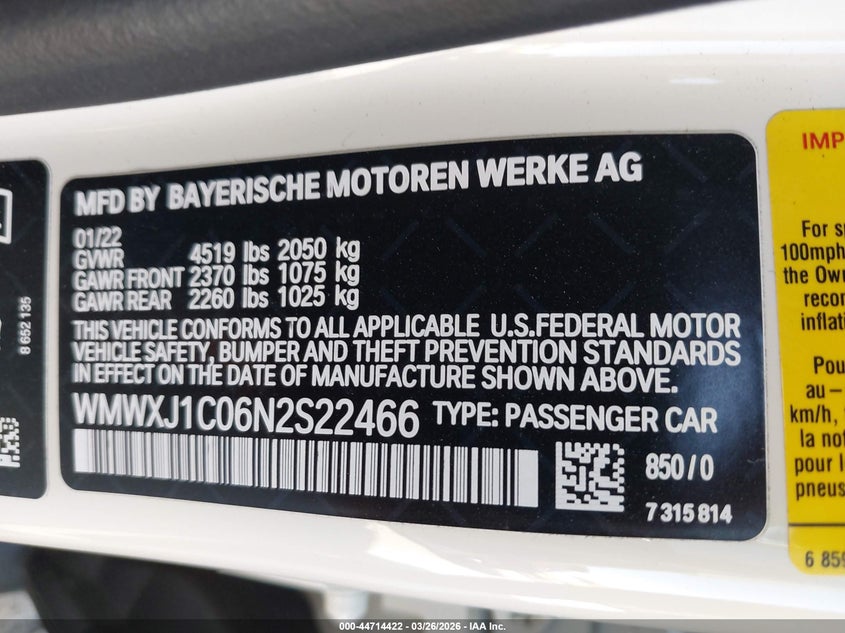 MFD BY BAYERISCHE MOTOREN WERKE AG
01/22
GVWR 4519 lbs 2050 kg
GAWR FRONT 2370 lbs 1075 kg
GAWR REAR 2260 lbs 1025 kg
THIS VEHICLE CONFORMS TO ALL APPLICABLE U.S.FEDERAL MOTOR
VEHICLE SAFETY, BUMPER AND THEFT PREVENTION STANDARDS
IN EFFECT ON THE DATE OF MANUFACTURE SHOWN ABOVE.
WMWXJ1C06N2S22466 TYPE: PASSENGER CAR
850/0
7 315 814
8 652 135
IMP
For su
100mph
the Own
recor
inflati
Pou
au –
km/h,
la not
pour l
pneus
6 859
000-44714422 | 03/26/2026 - IAA Inc.